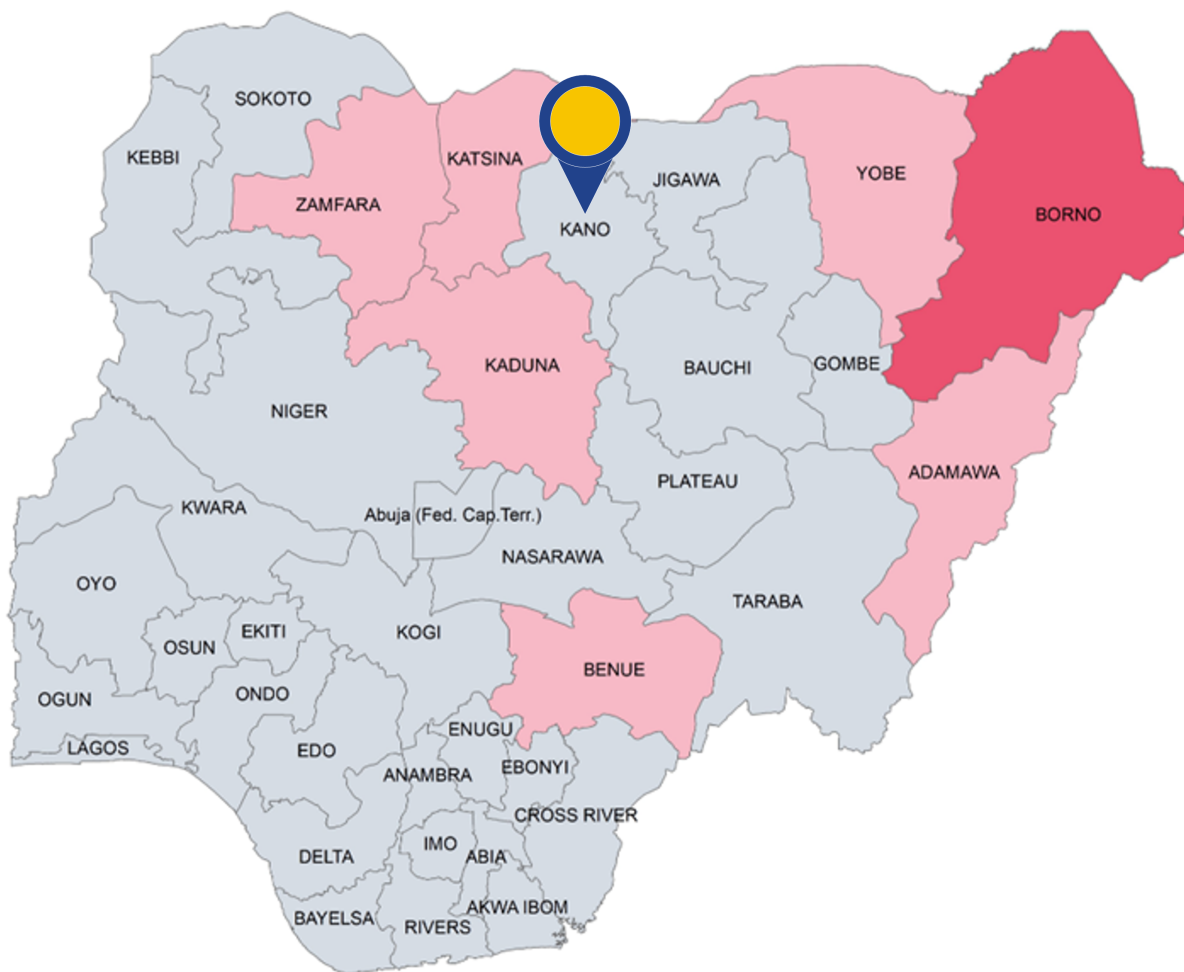 SOKOTO
KEBBI
KATSINA
JIGAWA
YOBE
ZAMFARA
BORNO
KANO
KADUNA
BAUCHI
GOMBE
NIGER
ADAMAWA
PLATEAU
KWARA
Abuja (Fed. Cap.Terr.)
NASARAWA
OYO
TARABA
EKITI
KOGI
OSUN
BENUE
OGUN
ONDO
ENUGU
LAGOS
EDO
EBONYI
ANAMBRA
CROSS RIVER
IMO
DELTA
ABIA
AKWA IBOM
BAYELSA
RIVERS